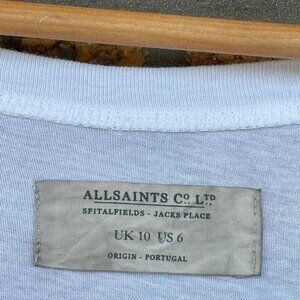 ALLSAINTS Co LTD
SPITALFIELDS - JACKS PLACE
UK 10 US 6
ORIGIN - PORTUGAL